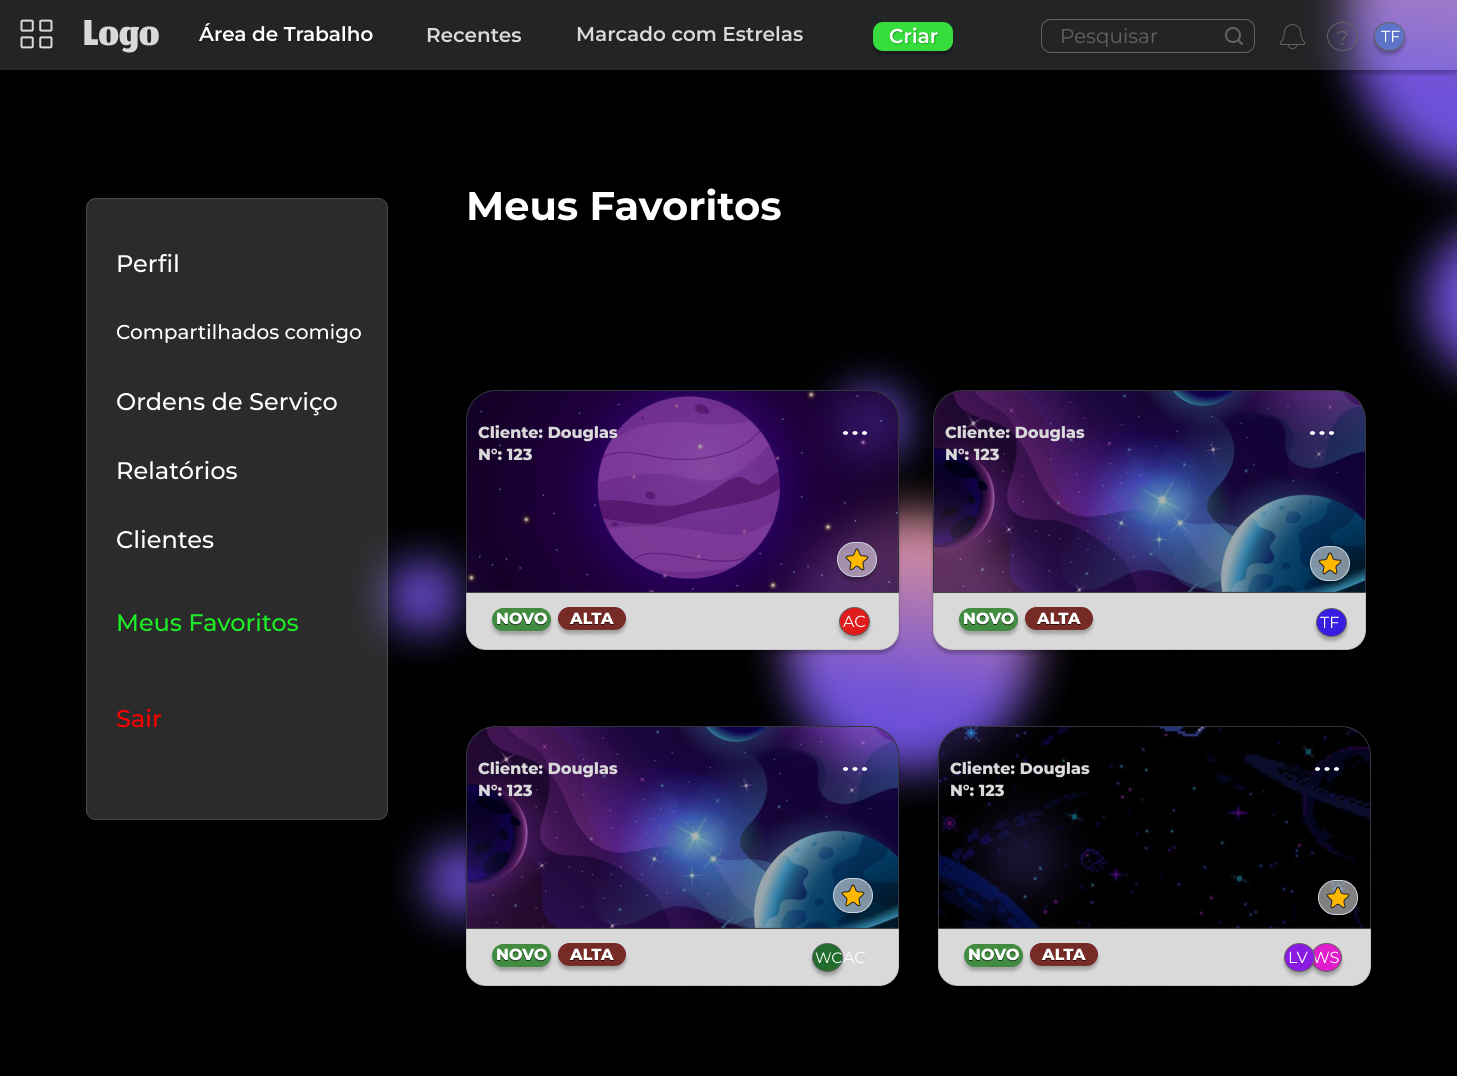 Logo
Área de Trabalho
Recentes
Marcado com Estrelas
Criar
Pesquisar
?
TF
Meus Favoritos
Perfil
Compartilhados comigo
Ordens de Serviço
Relatórios
Clientes
Meus Favoritos
Sair
Cliente: Douglas
Nº: 123
NOVO ALTA
AC
Cliente: Douglas
Nº: 123
NOVO ALTA
TF
Cliente: Douglas
Nº: 123
NOVO ALTA
WC AC
Cliente: Douglas
Nº: 123
NOVO ALTA
LV WS